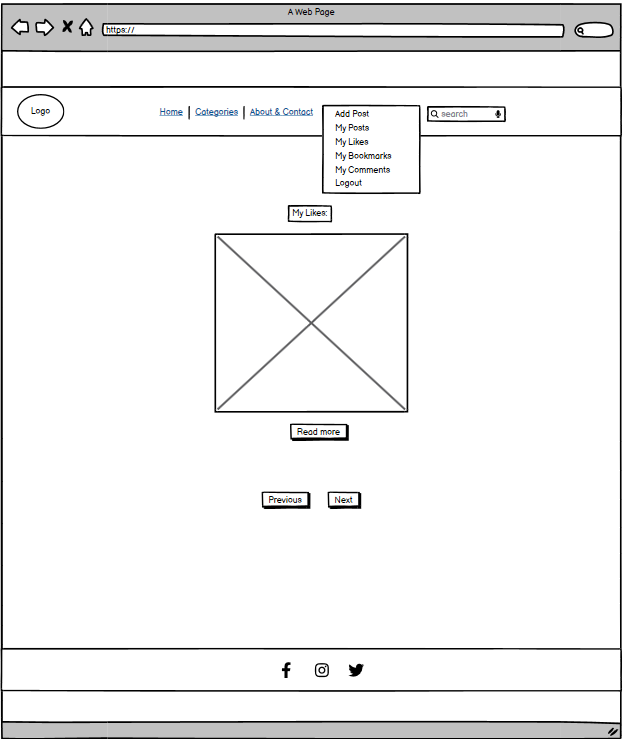 A Web Page
https://
Logo
Home
Categories
About & Contact
Add Post
My Posts
My Likes
My Bookmarks
My Comments
Logout
search
My Likes:
Read more
Previous
Next